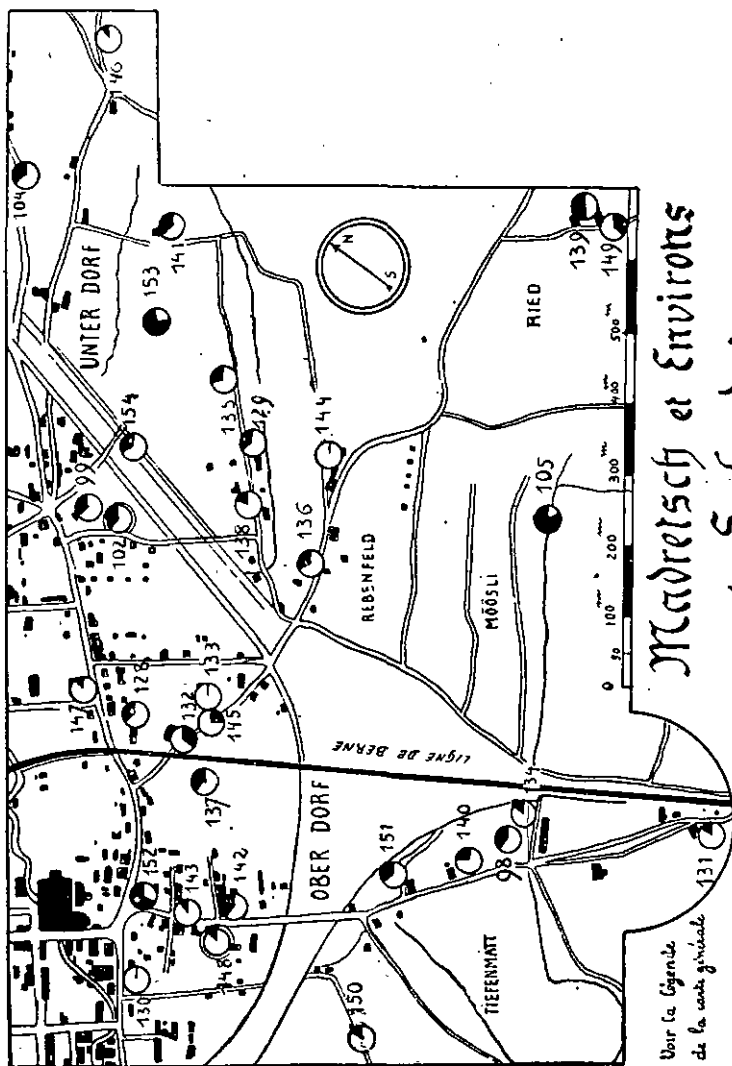 Madretsch et Environs
Voir la légende
de la carte générale
0 50 100 m 200 300 m 400 m 500 m
N
S
UNTER DORF
OBER DORF
RIED
REBENFELD
MÖÖSLI
TIEFENMATT
LIGNE DE BERNE
146
104
141
153
139
149
135
129
154
99
144
138
102
136
105
133
128
147
132
145
137
134
151
140
98
131
152
143
142
148
130
150